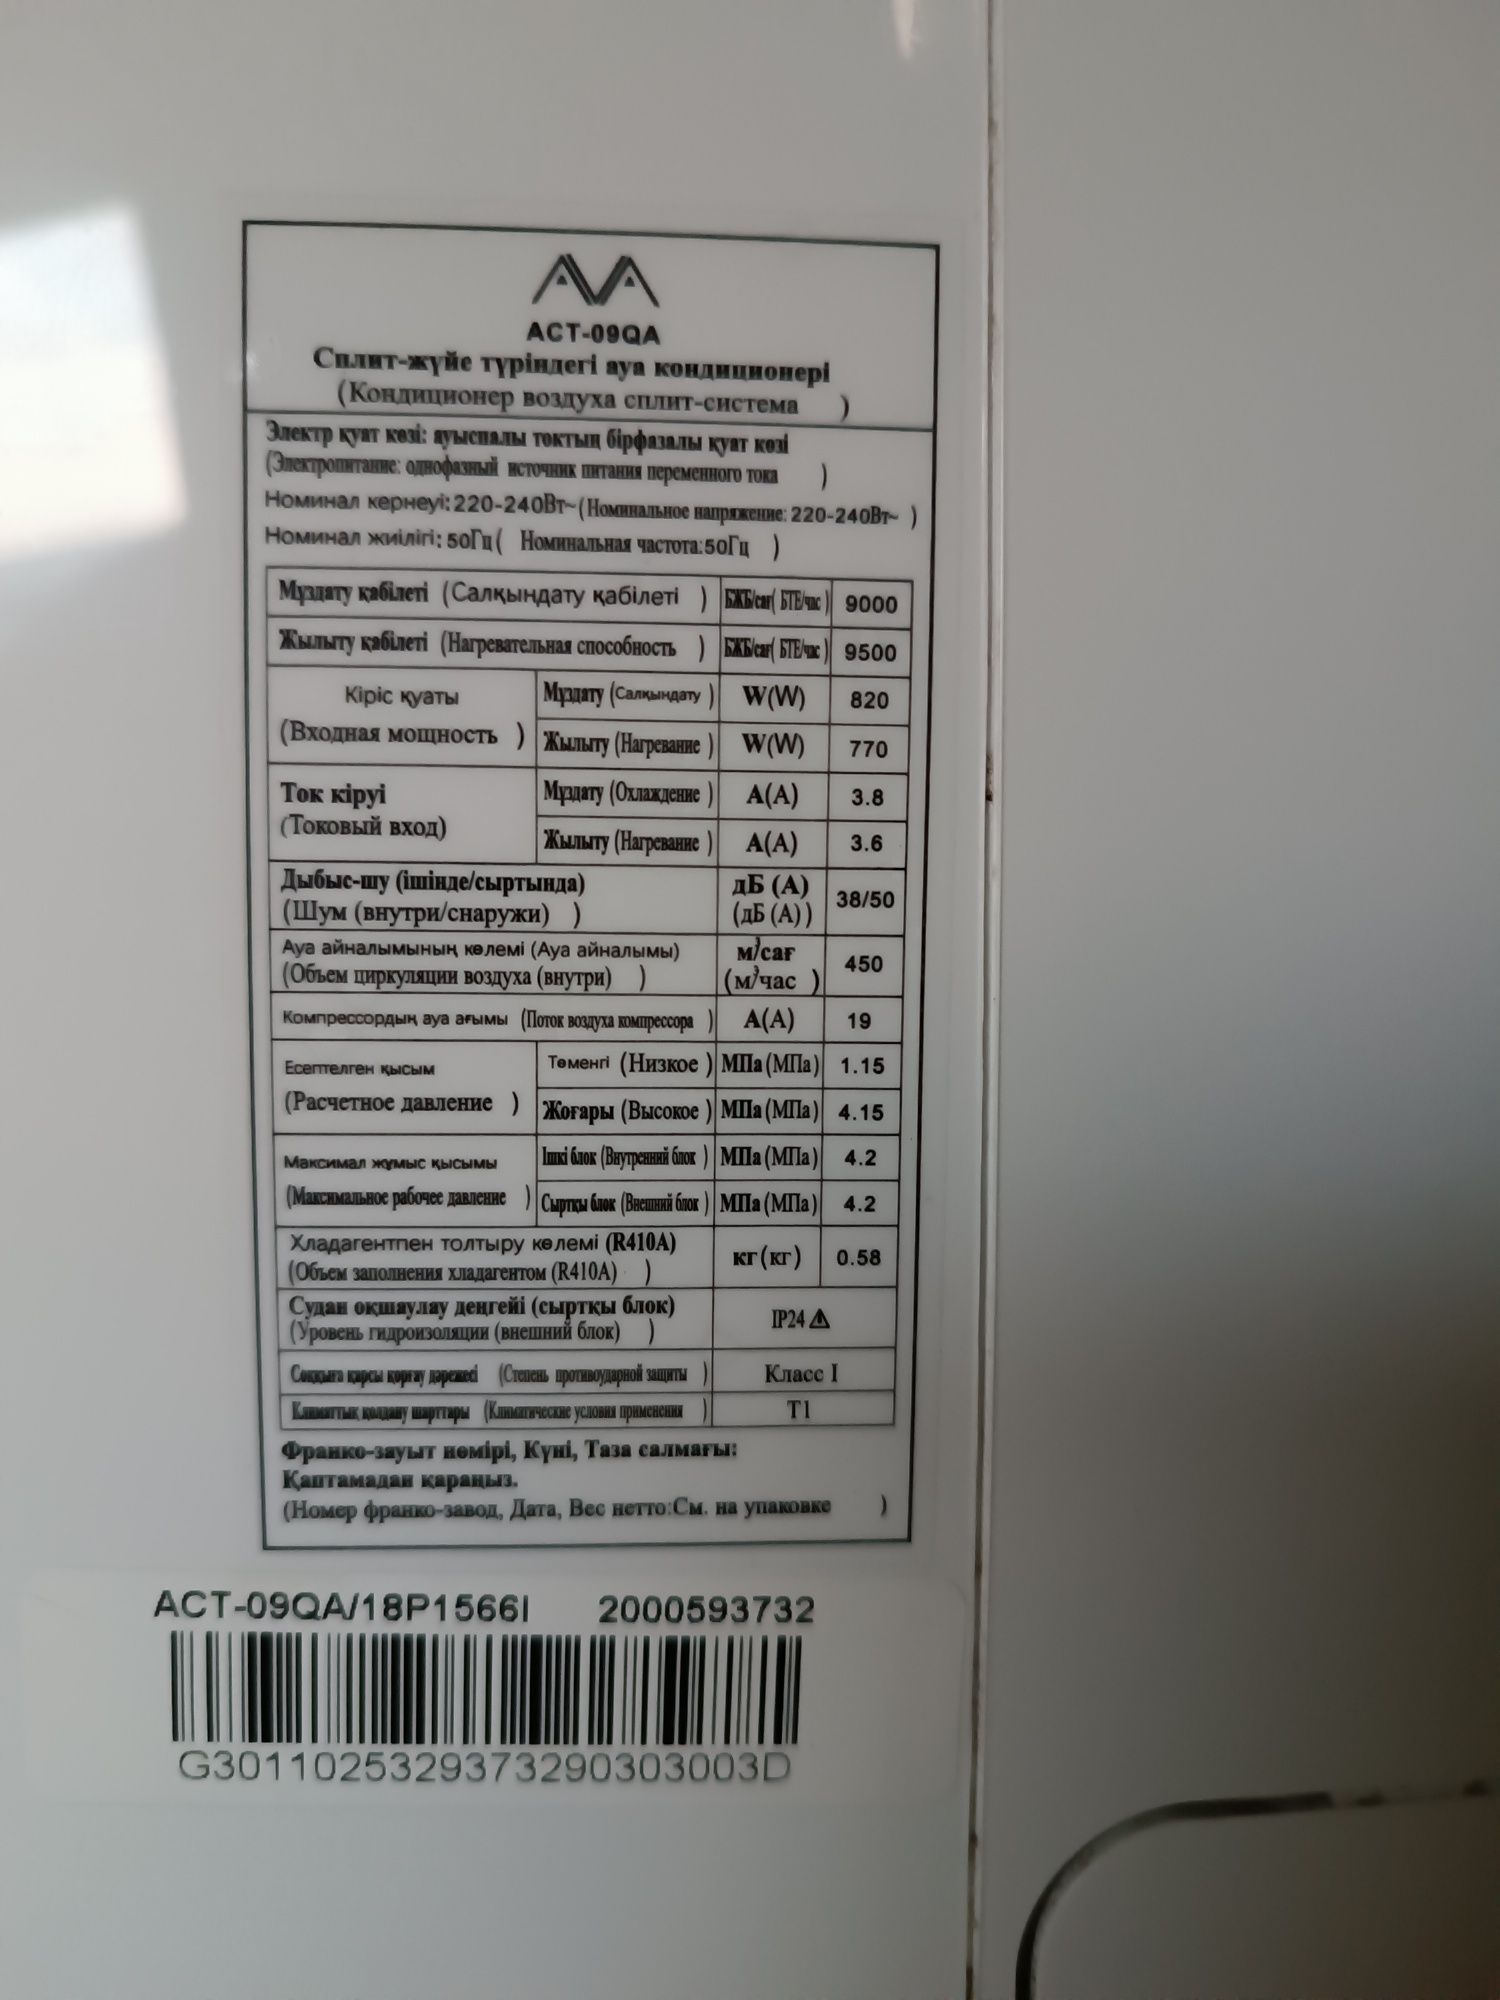 AVA
ACT-09QA
Сплит-жүйе түріндегі ауа кондиционері
(Кондиционер воздуха сплит-система )
Электр қуат көзі: ауыспалы токтың бірфазалы қуат көзі
(Электропитание: однофазный источник питания переменного тока )
Номинал кернеуі: 220-240Вт~ (Номинальное напряжение: 220-240Вт~ )
Номинал жиілігі: 50Гц ( Номинальная частота:50Гц )
Мұздату қабілеті (Салқындату қабілеті ) БЖБ/сағ( БТЕ/час ) 9000
Жылыту қабілеті (Нагревательная способность ) БЖБ/сағ( БТЕ/час ) 9500
Кіріс қуаты
(Входная мощность )
Мұздату (Салқындату ) W(W) 820
Жылыту (Нагревание ) W(W) 770
Ток кіруі
(Токовый вход)
Мұздату (Охлаждение ) A(A) 3.8
Жылыту (Нагревание ) A(A) 3.6
Дыбыс-шу (ішінде/сыртында)
(Шум (внутри/снаружи) )
дБ (А)
(дБ (А) )
38/50
Ауа айналымының көлемі (Ауа айналымы)
(Объем циркуляции воздуха (внутри) )
м³/сағ
(м³/час )
450
Компрессордың ауа ағымы (Поток воздуха компрессора ) A(A) 19
Есептелген қысым
(Расчетное давление )
Төменгі (Низкое ) МПа (МПа) 1.15
Жоғары (Высокое ) МПа (МПа) 4.15
Максимал жұмыс қысымы
(Максимальное рабочее давление )
Ішкі блок (Внутренний блок ) МПа (МПа) 4.2
Сыртқы блок (Внешний блок ) МПа (МПа) 4.2
Хладагентпен толтыру көлемі (R410A)
(Объем заполнения хладагентом (R410A) )
кг (кг) 0.58
Судан оқшаулау деңгейі (сыртқы блок)
(Уровень гидроизоляции (внешний блок) )
IP24
Соққыға қарсы қорғау дәрежесі (Степень противоударной защиты ) Класс I
Климаттық қолдану шарттары (Климатические условия применения ) T1
Франко-зауыт нөмірі, Күні, Таза салмағы:
Қаптамадан қараңыз.
(Номер франко-завод, Дата, Вес нетто:См. на упаковке )
ACT-09QA/18P1566I 2000593732
G30110253293732903030​03D